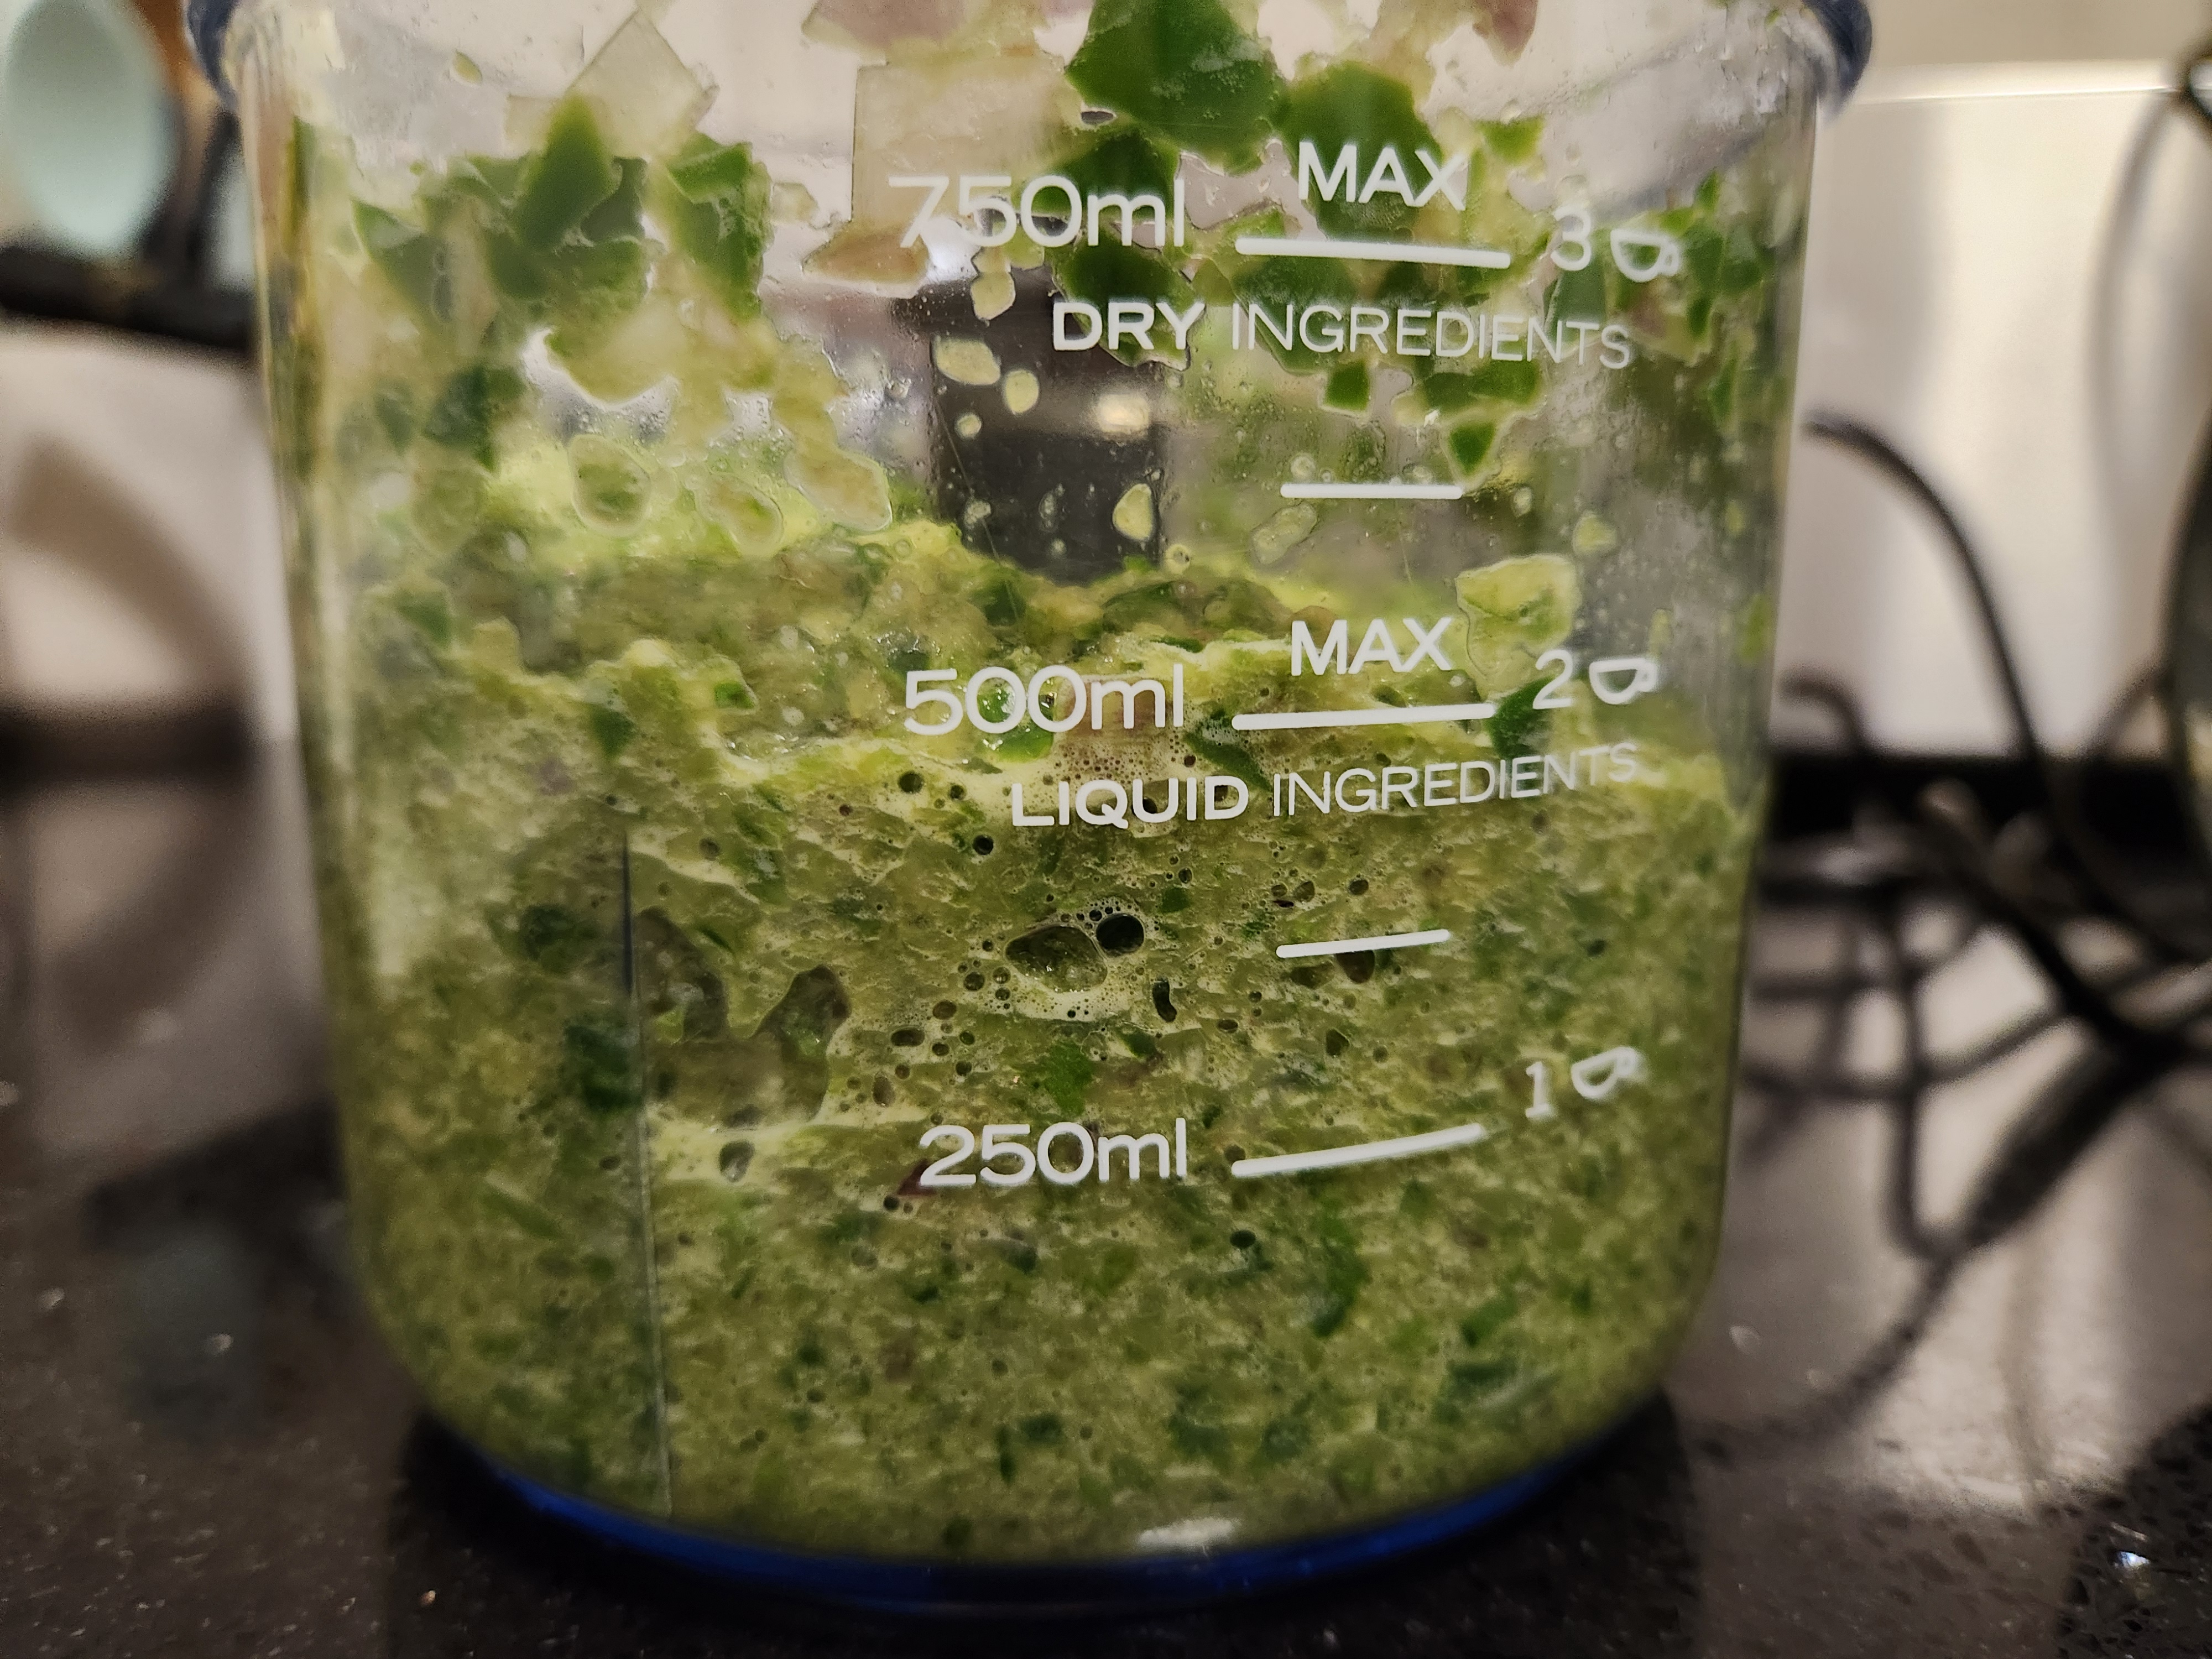 MAX
750ml 3
DRY INGREDIENTS
MAX
500ml 2
LIQUID INGREDIENTS
1
250ml